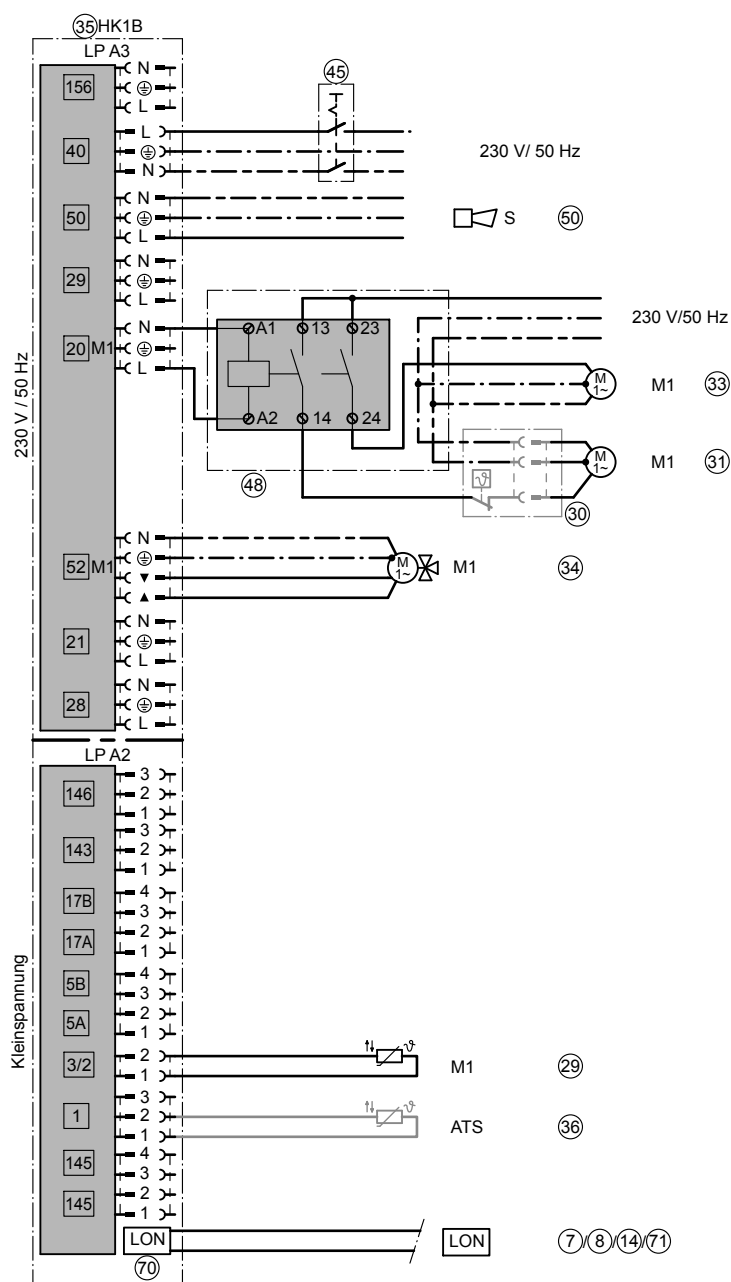 35 HK1B
LP A3
N
156
L
45
L
40
230 V/ 50 Hz
N
N
50
S
50
L
N
29
L
N
A1 13 23
20 M1
230 V/50 Hz
L
M 1~
M1
33
A2 14 24
48
ϑ
M 1~
M1
31
30
230 V / 50 Hz
N
52 M1
▼
▲
M 1~
M1
34
N
21
L
N
28
L
LP A2
Kleinspannung
3
146 2
1
3
143 2
1
4
17B
3
2
17A
1
4
5B
3
2
5A
1
ϑ
2
3/2
1
M1
29
3
ϑ
1 2
1
ATS
36
4
145
3
2
145
1
LON
LON
7/8/14/71
70